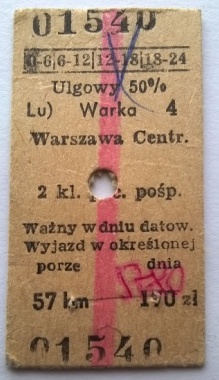 01540
0-6 6-12 12-18 18-24
Ulgowy 50%
Lu) Warka 4
Warszawa Centr.
2 kl. poc. pośp.
Ważny w dniu datow.
Wyjazd w określonej
porze dnia
57 km 190 zł
01540